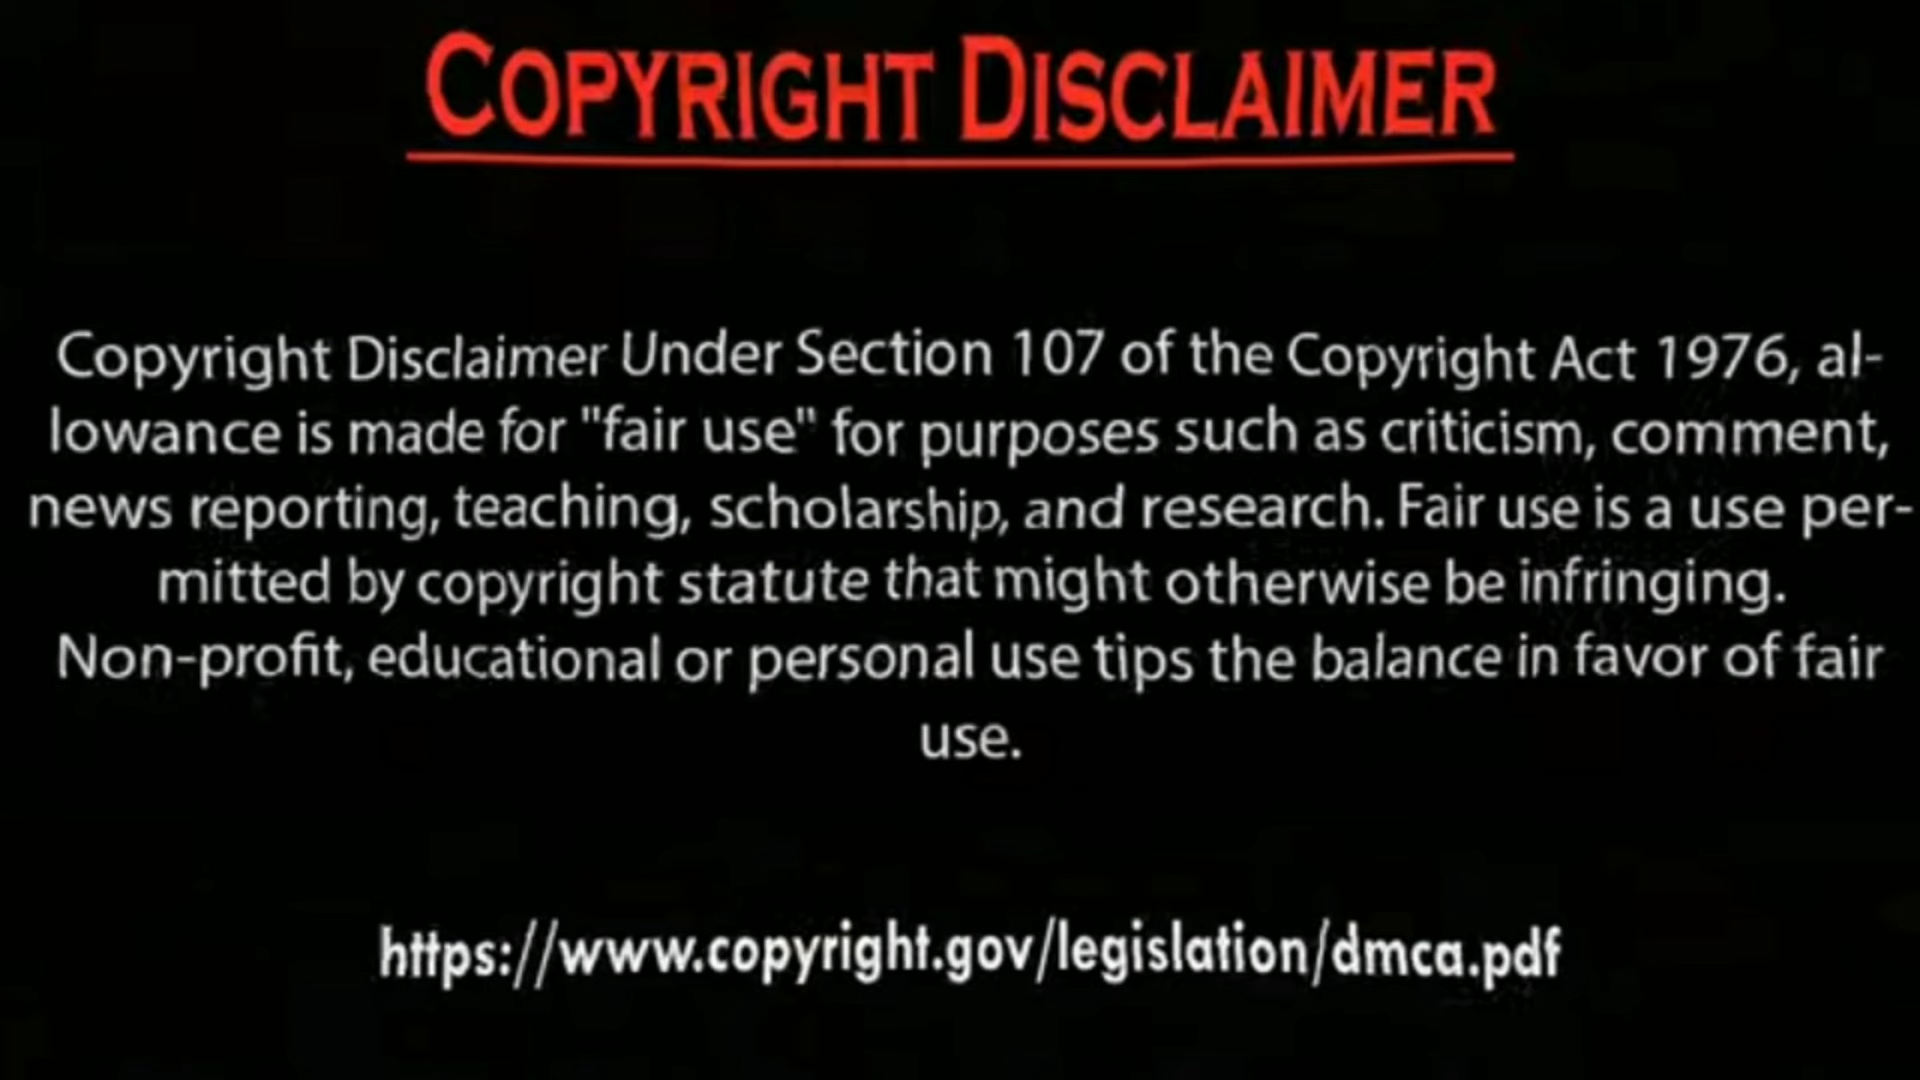 COPYRIGHT DISCLAIMER
Copyright Disclaimer Under Section 107 of the Copyright Act 1976, al-
lowance is made for "fair use" for purposes such as criticism, comment,
news reporting, teaching, scholarship, and research. Fair use is a use per-
mitted by copyright statute that might otherwise be infringing.
Non-profit, educational or personal use tips the balance in favor of fair
use.
https://www.copyright.gov/legislation/dmca.pdf